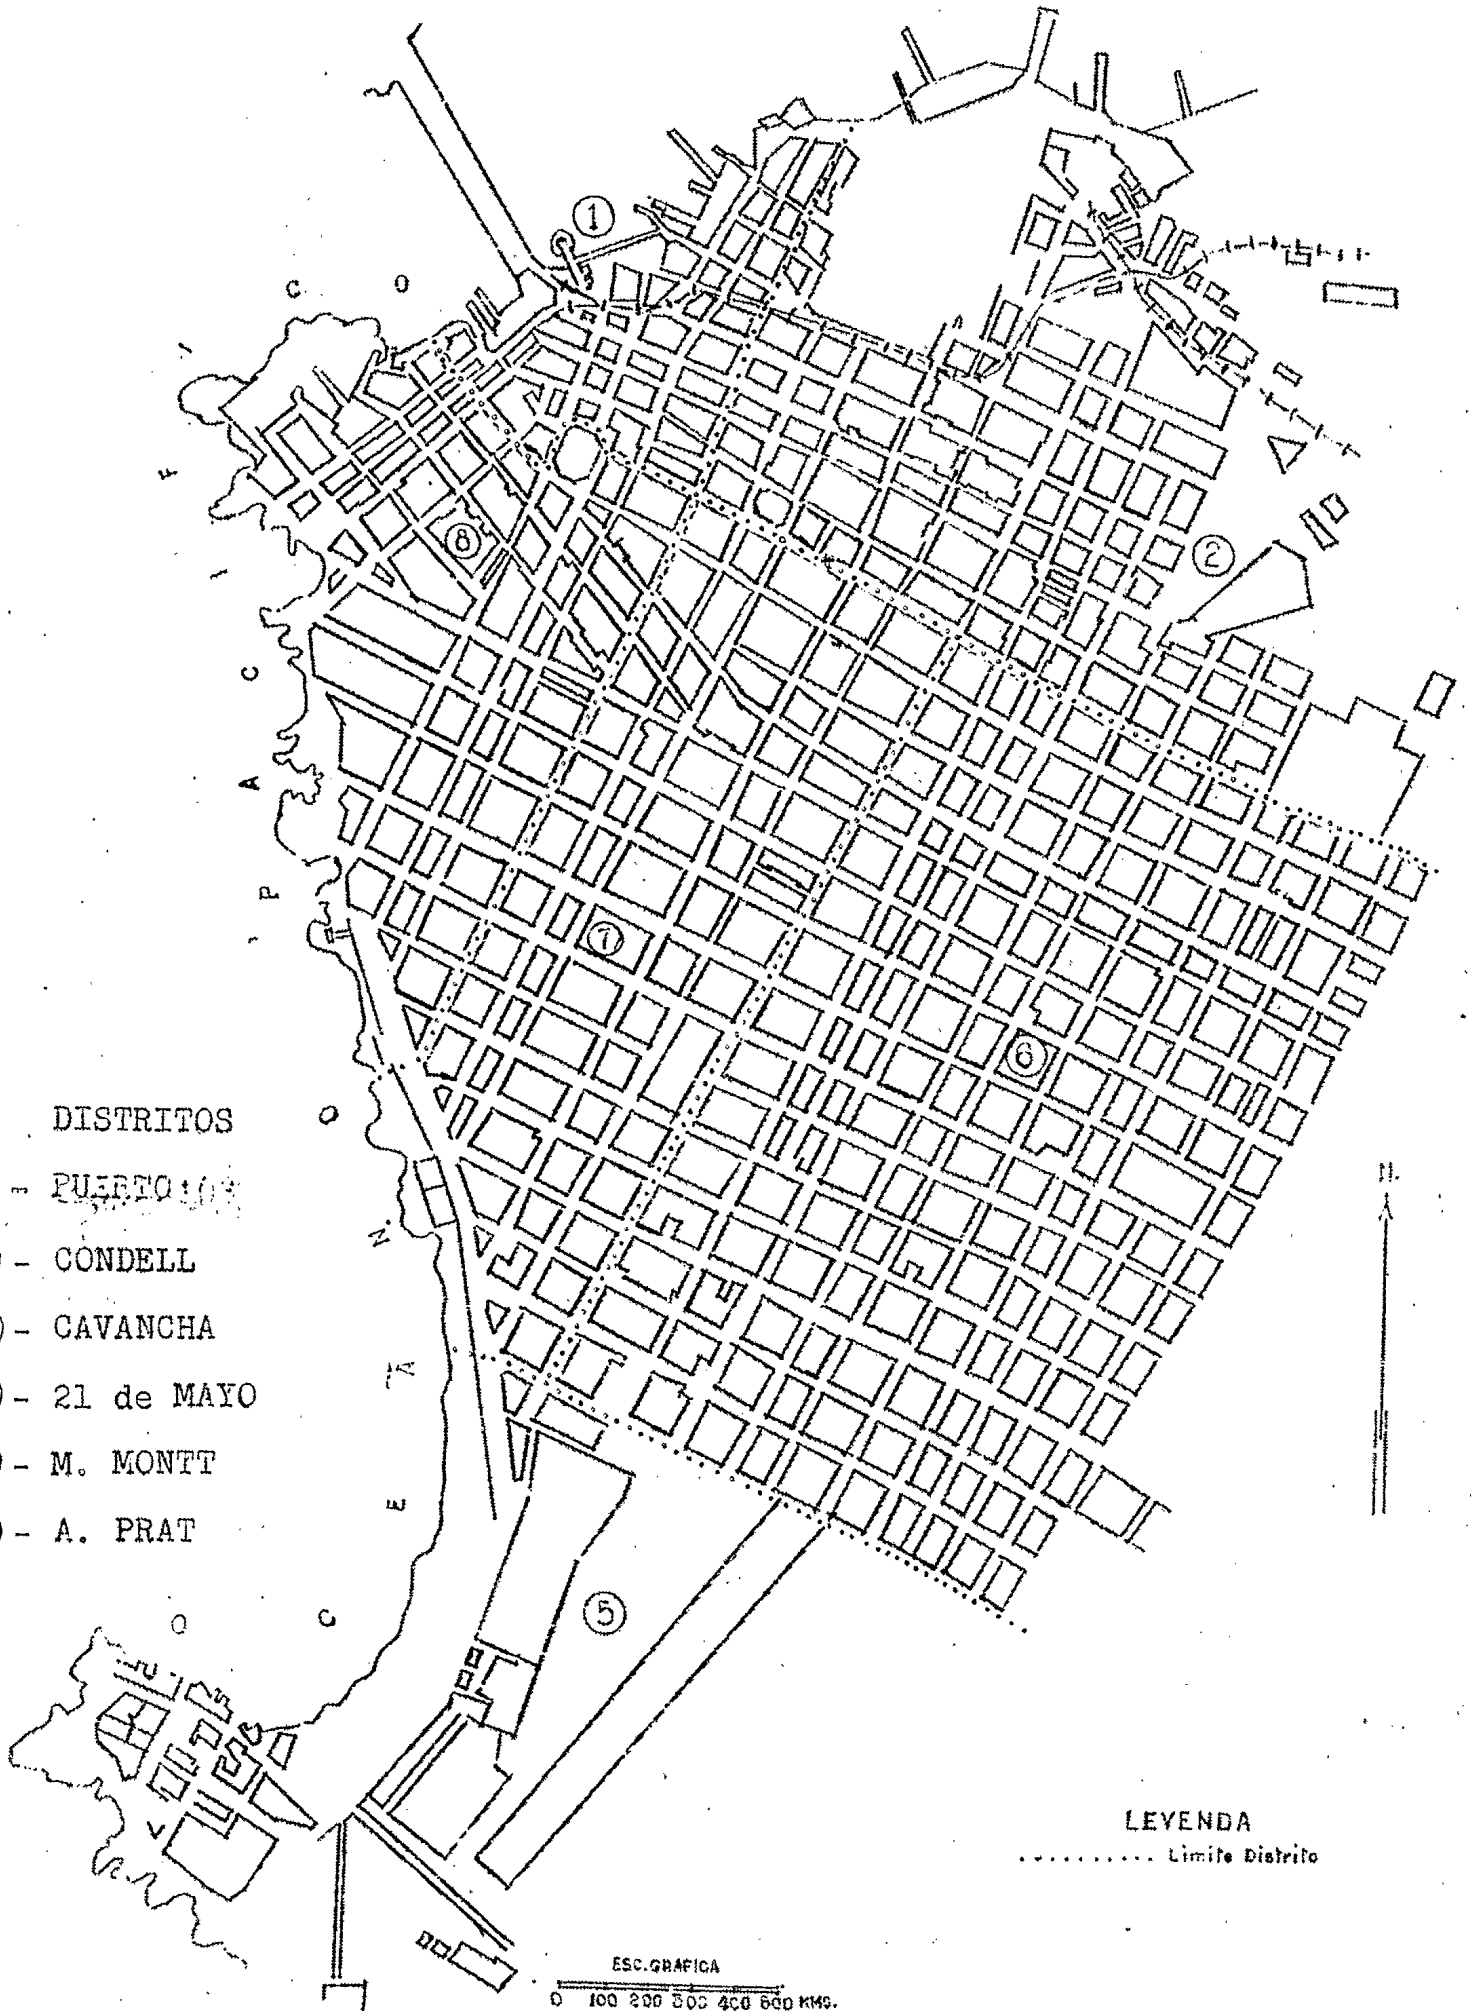 ①
②
⑧
⑦
⑥
⑤
O C E A N O
P A C I F I C O
DISTRITOS
- PUERTO
- CONDELL
)- CAVANCHA
)- 21 de MAYO
)- M. MONTT
)- A. PRAT
N.
LEYENDA
.......... Limite Distrito
ESC. GRAFICA
0 100 200 300 400 500 KMS.